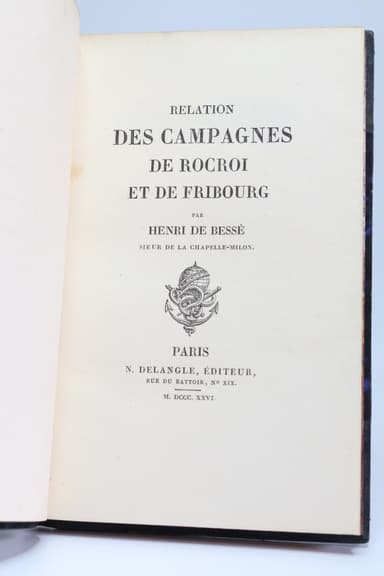 RELATION
DES CAMPAGNES
DE ROCROI
ET DE FRIBOURG
PAR
HENRI DE BESSÉ
SIEUR DE LA CHAPELLE-MILON.
PARIS
N. DELANGLE, ÉDITEUR,
RUE DU BATTOIR, No XIX.
M. DCCC. XXVI.